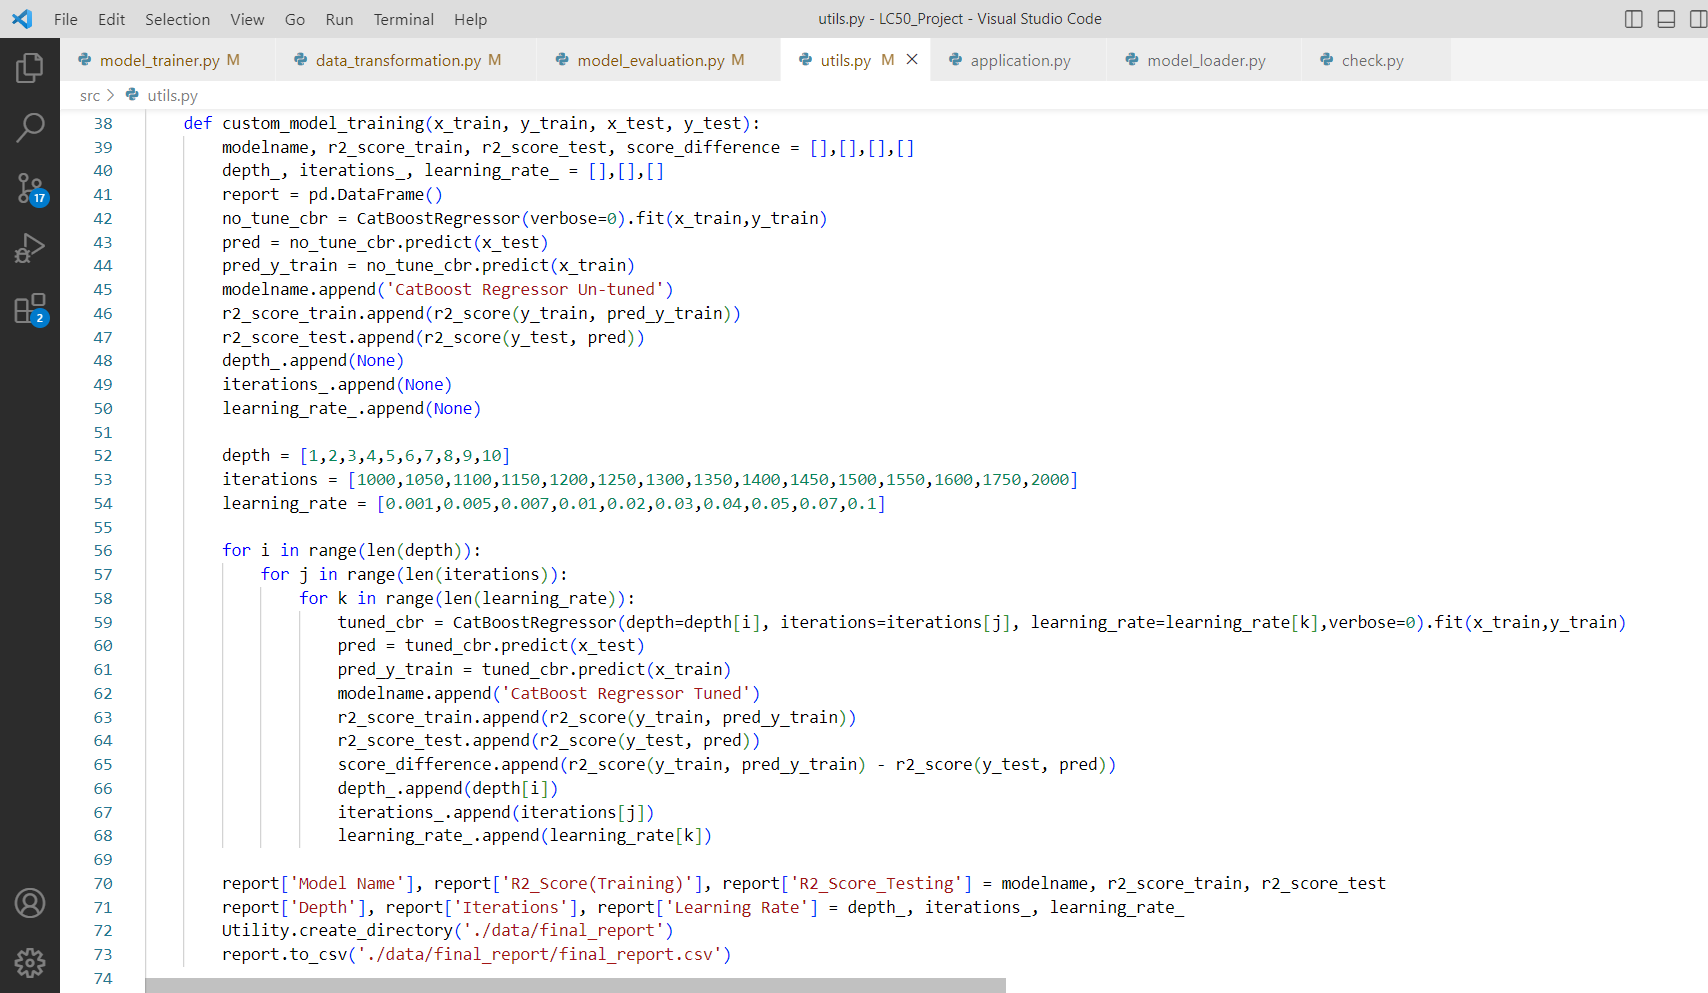 File Edit Selection View Go Run Terminal Help utils.py - LC50_Project - Visual Studio Code
model_trainer.py M data_transformation.py M model_evaluation.py M utils.py M application.py model_loader.py check.py
src > utils.py
38 def custom_model_training(x_train, y_train, x_test, y_test):
39 modelname, r2_score_train, r2_score_test, score_difference = [],[],[],[]
40 depth_, iterations_, learning_rate_ = [],[],[]
41 report = pd.DataFrame()
42 no_tune_cbr = CatBoostRegressor(verbose=0).fit(x_train,y_train)
43 pred = no_tune_cbr.predict(x_test)
44 pred_y_train = no_tune_cbr.predict(x_train)
45 modelname.append('CatBoost Regressor Un-tuned')
46 r2_score_train.append(r2_score(y_train, pred_y_train))
47 r2_score_test.append(r2_score(y_test, pred))
48 depth_.append(None)
49 iterations_.append(None)
50 learning_rate_.append(None)
51
52 depth = [1,2,3,4,5,6,7,8,9,10]
53 iterations = [1000,1050,1100,1150,1200,1250,1300,1350,1400,1450,1500,1550,1600,1750,2000]
54 learning_rate = [0.001,0.005,0.007,0.01,0.02,0.03,0.04,0.05,0.07,0.1]
55
56 for i in range(len(depth)):
57 for j in range(len(iterations)):
58 for k in range(len(learning_rate)):
59 tuned_cbr = CatBoostRegressor(depth=depth[i], iterations=iterations[j], learning_rate=learning_rate[k],verbose=0).fit(x_train,y_train)
60 pred = tuned_cbr.predict(x_test)
61 pred_y_train = tuned_cbr.predict(x_train)
62 modelname.append('CatBoost Regressor Tuned')
63 r2_score_train.append(r2_score(y_train, pred_y_train))
64 r2_score_test.append(r2_score(y_test, pred))
65 score_difference.append(r2_score(y_train, pred_y_train) - r2_score(y_test, pred))
66 depth_.append(depth[i])
67 iterations_.append(iterations[j])
68 learning_rate_.append(learning_rate[k])
69
70 report['Model Name'], report['R2_Score(Training)'], report['R2_Score_Testing'] = modelname, r2_score_train, r2_score_test
71 report['Depth'], report['Iterations'], report['Learning Rate'] = depth_, iterations_, learning_rate_
72 Utility.create_directory('./data/final_report')
73 report.to_csv('./data/final_report/final_report.csv')
74
17
2